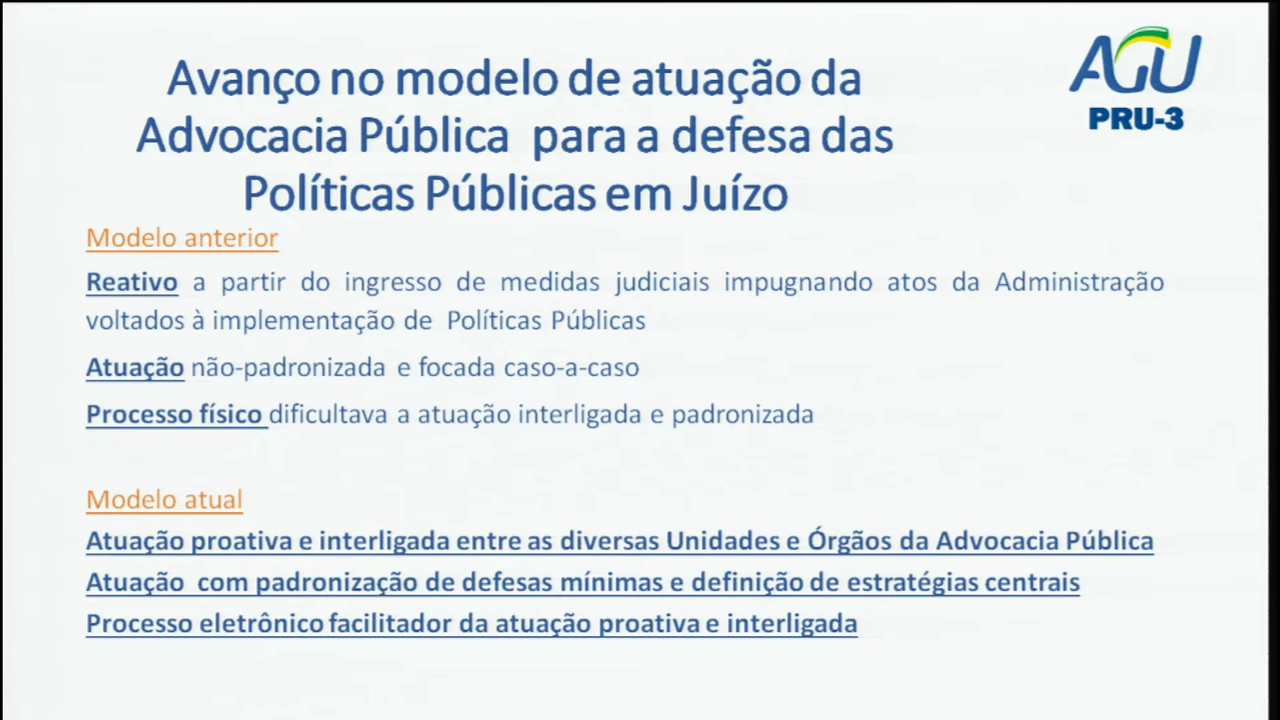 Avanço no modelo de atuação da
Advocacia Pública para a defesa das
Políticas Públicas em Juízo
AGU
PRU-3
Modelo anterior
Reativo a partir do ingresso de medidas judiciais impugnando atos da Administração
voltados à implementação de Políticas Públicas
Atuação não-padronizada e focada caso-a-caso
Processo físico dificultava a atuação interligada e padronizada
Modelo atual
Atuação proativa e interligada entre as diversas Unidades e Órgãos da Advocacia Pública
Atuação com padronização de defesas mínimas e definição de estratégias centrais
Processo eletrônico facilitador da atuação proativa e interligada